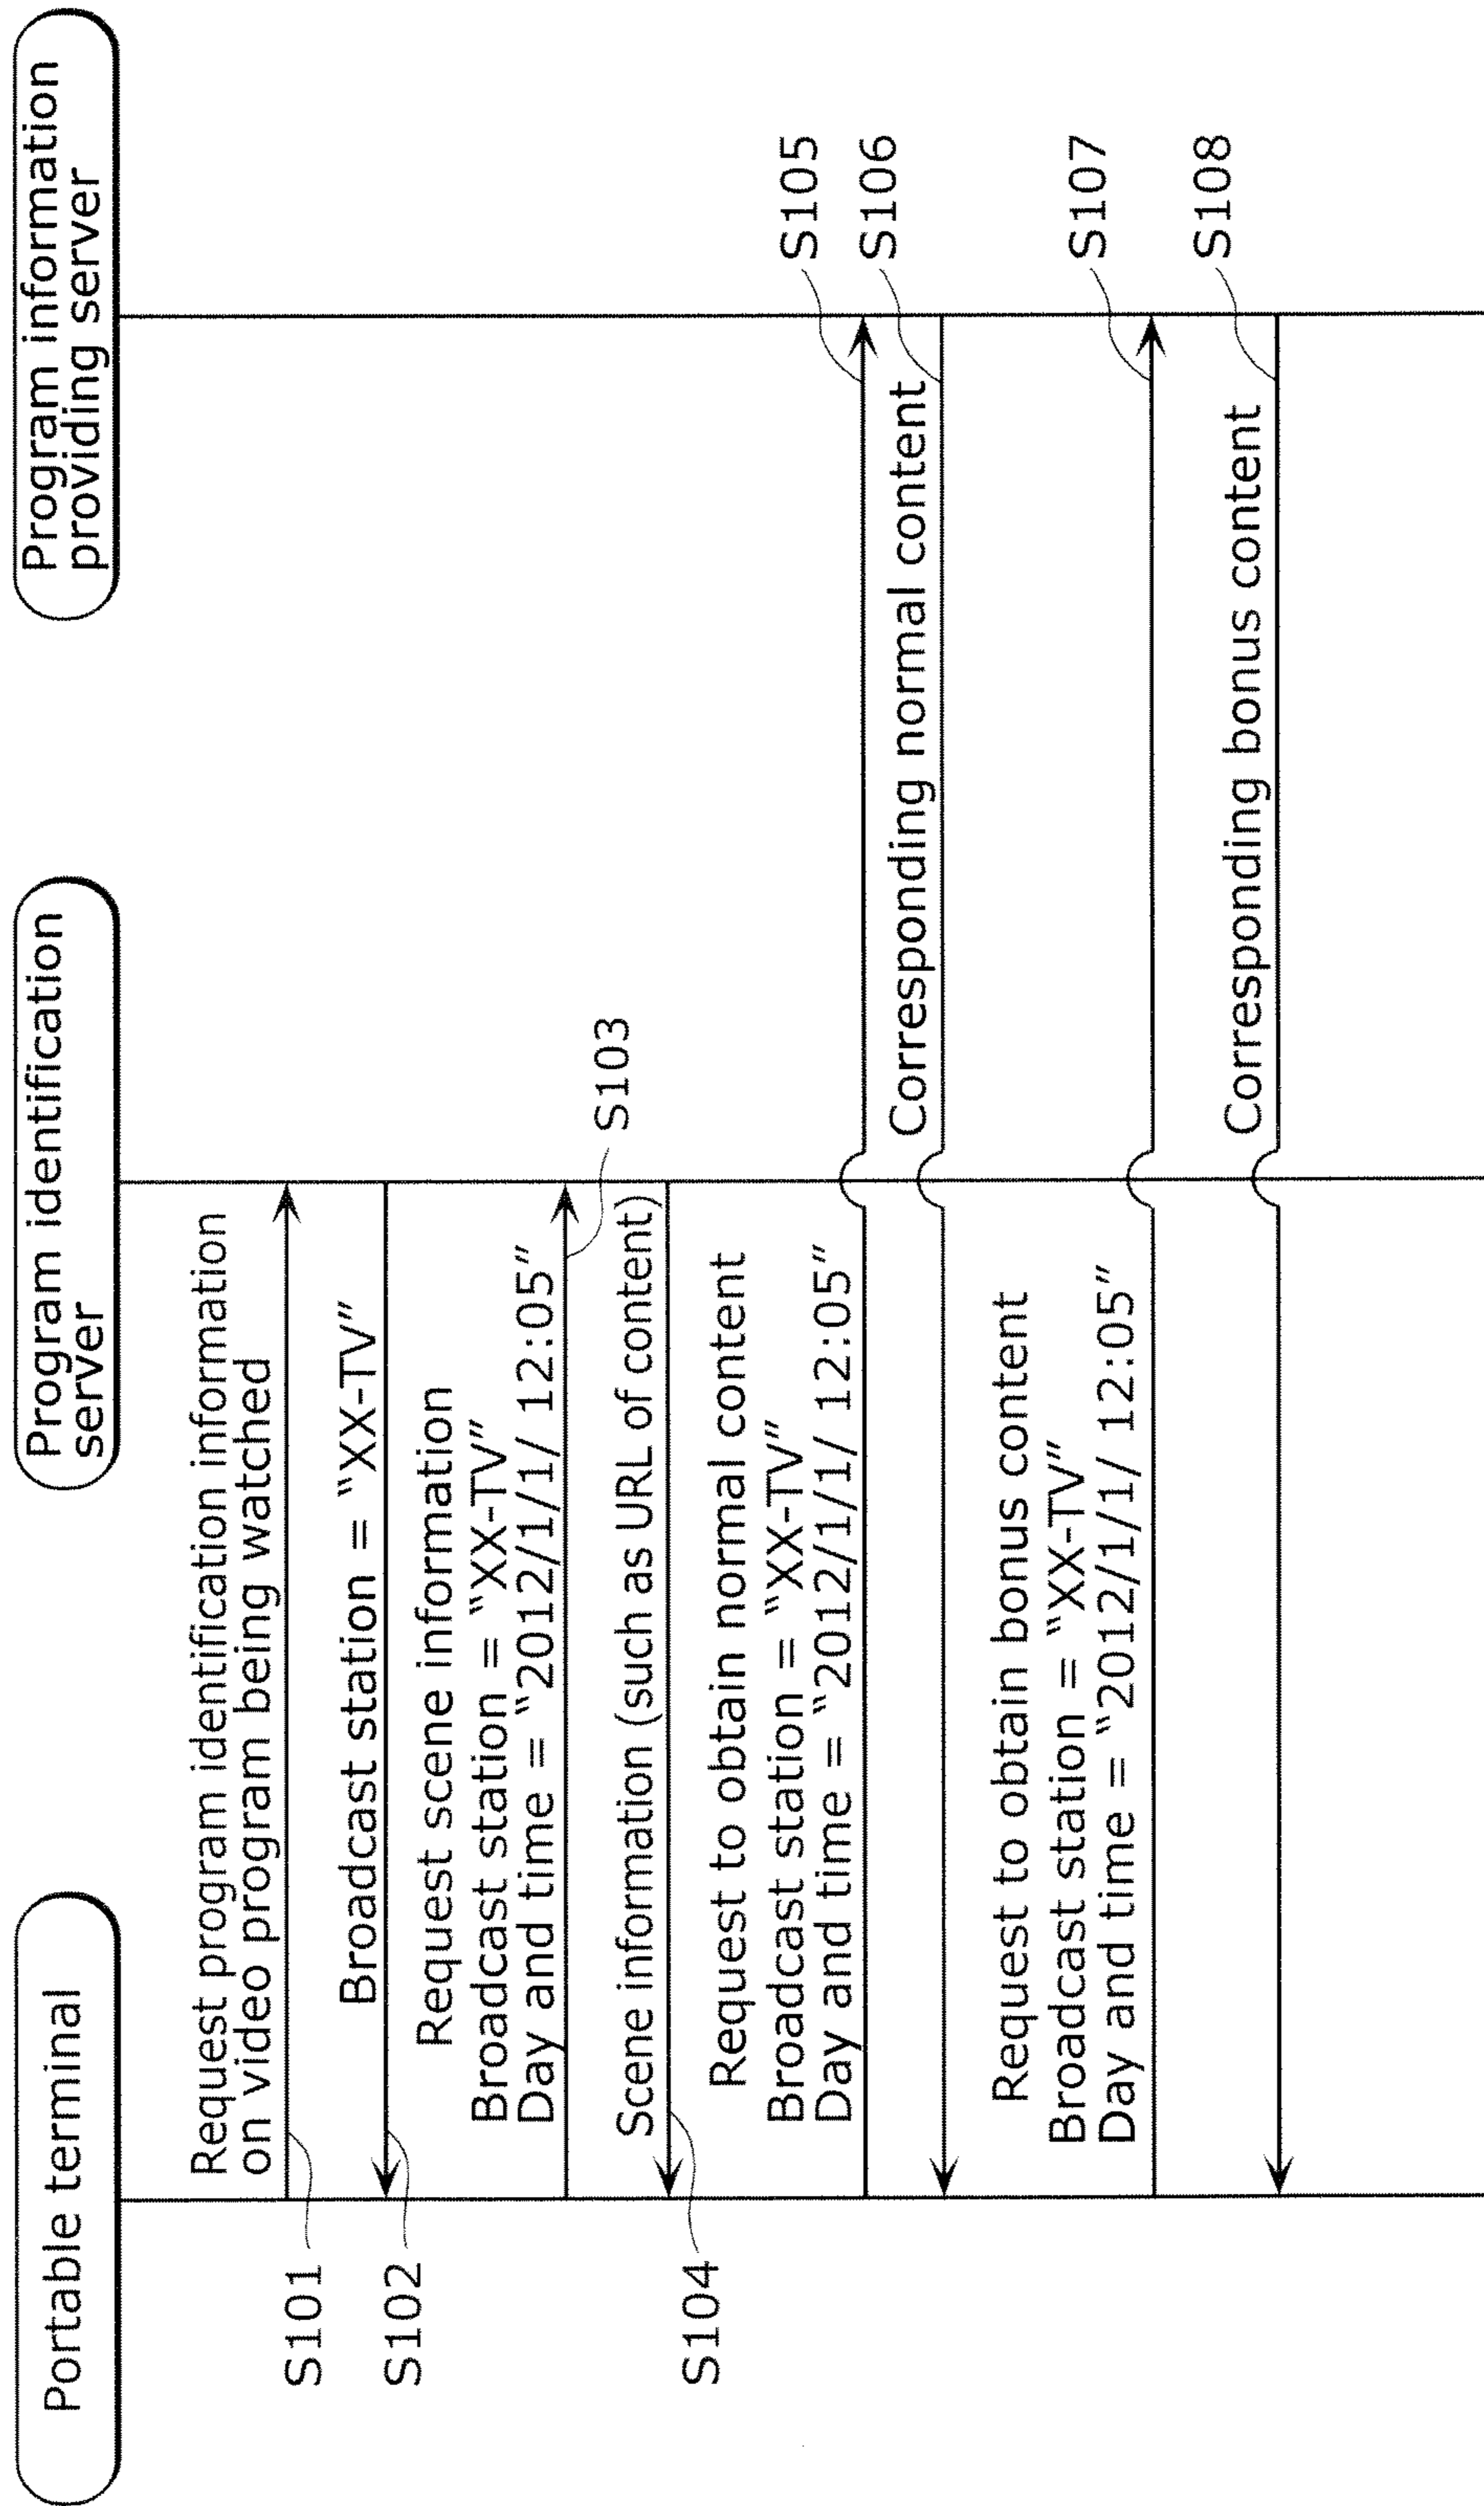 Portable terminal
Program identification
server
Program information
providing server
Request program identification information
on video program being watched
S101
Broadcast station = “XX-TV”
S102
Request scene information
Broadcast station = “XX-TV”
Day and time = “2012/1/1/ 12:05”
S103
Scene information (such as URL of content)
S104
Request to obtain normal content
Broadcast station = “XX-TV”
Day and time = “2012/1/1/ 12:05”
S105
Corresponding normal content
S106
Request to obtain bonus content
Broadcast station = “XX-TV”
Day and time = “2012/1/1/ 12:05”
S107
Corresponding bonus content
S108